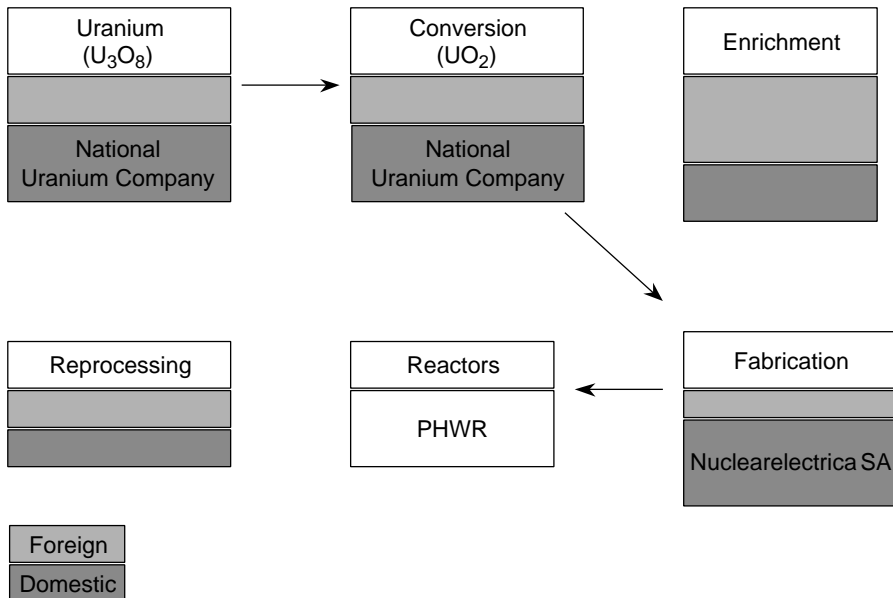 Uranium
(U₃O₈)
Conversion
(UO₂)
Enrichment
National
Uranium Company
National
Uranium Company
Reprocessing
Reactors
Fabrication
PHWR
Nuclearelectrica SA
Foreign
Domestic